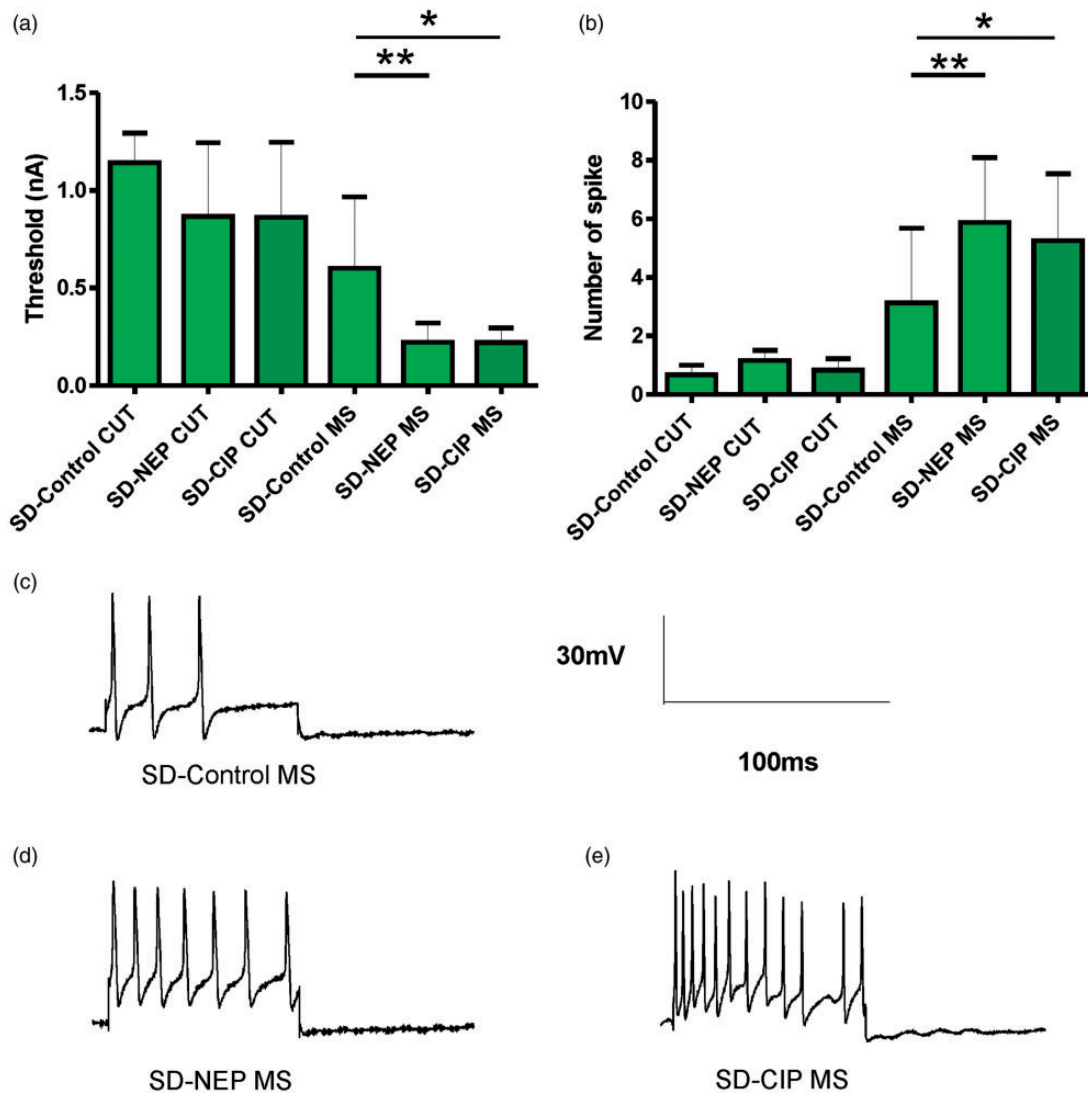 (a)
*
**
Threshold (nA)
1.5
1.0
0.5
0.0
SD-Control CUT
SD-NEP CUT
SD-CIP CUT
SD-Control MS
SD-NEP MS
SD-CIP MS
(b)
*
**
Number of spike
10
8
6
4
2
0
SD-Control CUT
SD-NEP CUT
SD-CIP CUT
SD-Control MS
SD-NEP MS
SD-CIP MS
(c)
SD-Control MS
30mV
100ms
(d)
SD-NEP MS
(e)
SD-CIP MS